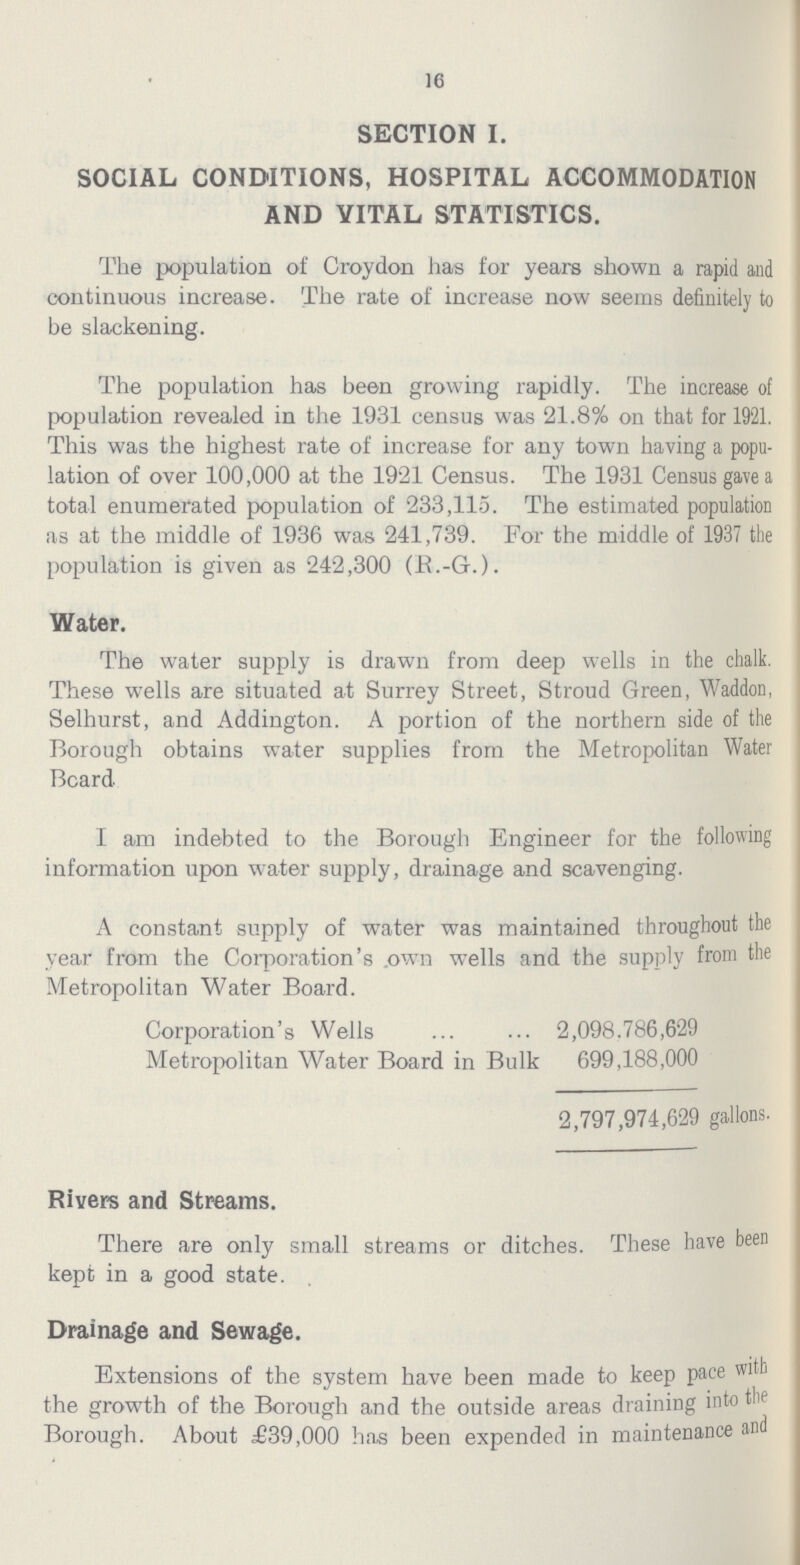 16
SECTION I.
SOCIAL CONDITIONS, HOSPITAL ACCOMMODATION
AND VITAL STATISTICS.
The population of Croydon has for years shown a rapid and
continuous increase. The rate of increase now seems definitely to
be slackening.
The population has been growing rapidly. The increase of
population revealed in the 1931 census was 21.8% on that for 1921.
This was the highest rate of increase for any town having a popu-
lation of over 100,000 at the 1921 Census. The 1931 Census gave a
total enumerated population of 233,115. The estimated population
as at the middle of 1936 was 241,739. For the middle of 1937 the
population is given as 242,300 (R.-G.).
Water.
The water supply is drawn from deep wells in the chalk.
These wells are situated at Surrey Street, Stroud Green, Waddon,
Selhurst, and Addington. A portion of the northern side of the
Borough obtains water supplies from the Metropolitan Water
Bcard
I am indebted to the Borough Engineer for the following
information upon water supply, drainage and scavenging.
A constant supply of water was maintained throughout the
year from the Corporation's .own wells and the supply from the
Metropolitan Water Board.
Corporation's Wells ... ... 2,098.786,629
Metropolitan Water Board in Bulk 699,188,000
2,797,974,629 gallons.
Rivers and Streams.
There are only small streams or ditches. These have been
kept in a good state.
Drainage and Sewage.
Extensions of the system have been made to keep pace with
the growth of the Borough and the outside areas draining into the
Borough. About £39,000 has been expended in maintenance and